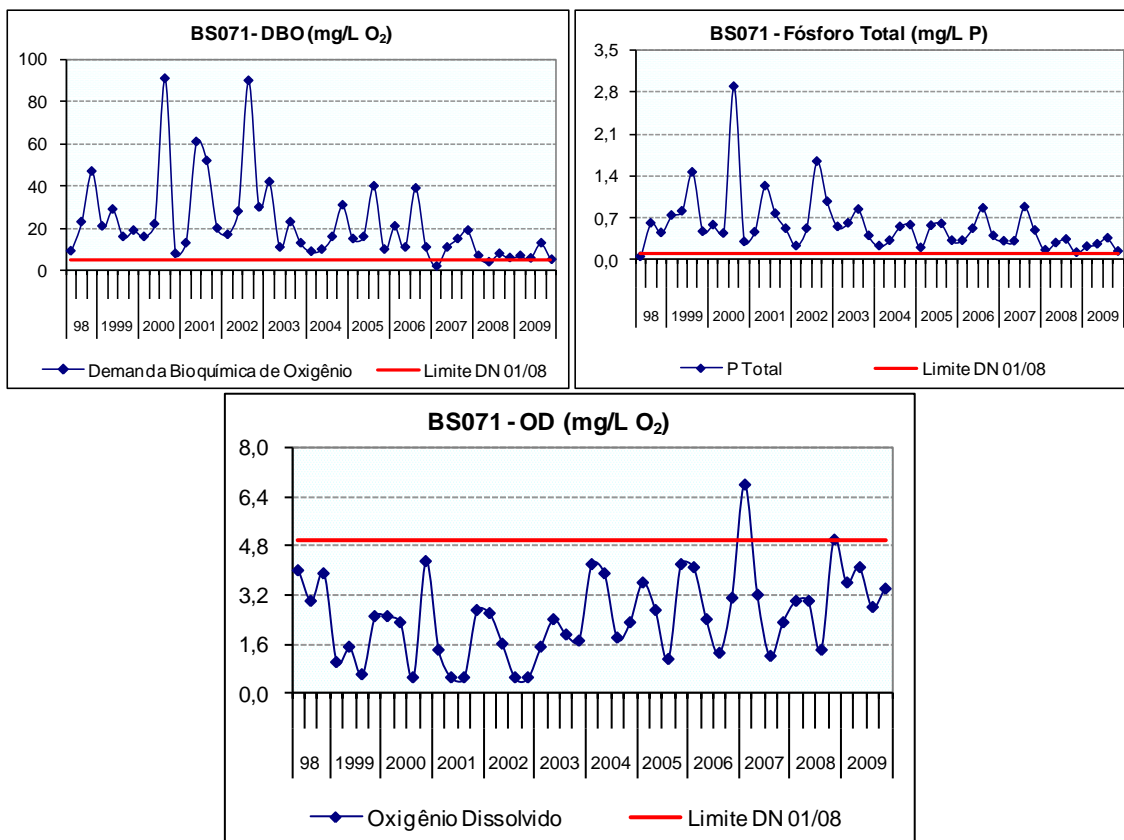 BS071- DBO (mg/L O₂)
100
80
60
40
20
0
98 1999 2000 2001 2002 2003 2004 2005 2006 2007 2008 2009
Demanda Bioquímica de Oxigênio Limite DN 01/08
BS071 - Fósforo Total (mg/L P)
3,5
2,8
2,1
1,4
0,7
0,0
98 1999 2000 2001 2002 2003 2004 2005 2006 2007 2008 2009
P Total Limite DN 01/08
BS071 - OD (mg/L O₂)
8,0
6,4
4,8
3,2
1,6
0,0
98 1999 2000 2001 2002 2003 2004 2005 2006 2007 2008 2009
Oxigênio Dissolvido Limite DN 01/08